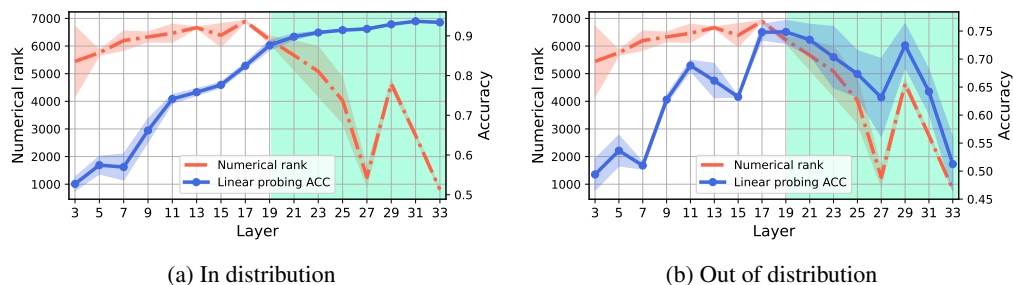 7000
6000
5000
4000
3000
2000
1000
Numerical rank
0.9
0.8
0.7
0.6
0.5
Accuracy
Numerical rank
Linear probing ACC
3 5 7 9 11 13 15 17 19 21 23 25 27 29 31 33
Layer
(a) In distribution
7000
6000
5000
4000
3000
2000
1000
Numerical rank
0.75
0.70
0.65
0.60
0.55
0.50
0.45
Accuracy
Numerical rank
Linear probing ACC
3 5 7 9 11 13 15 17 19 21 23 25 27 29 31 33
Layer
(b) Out of distribution